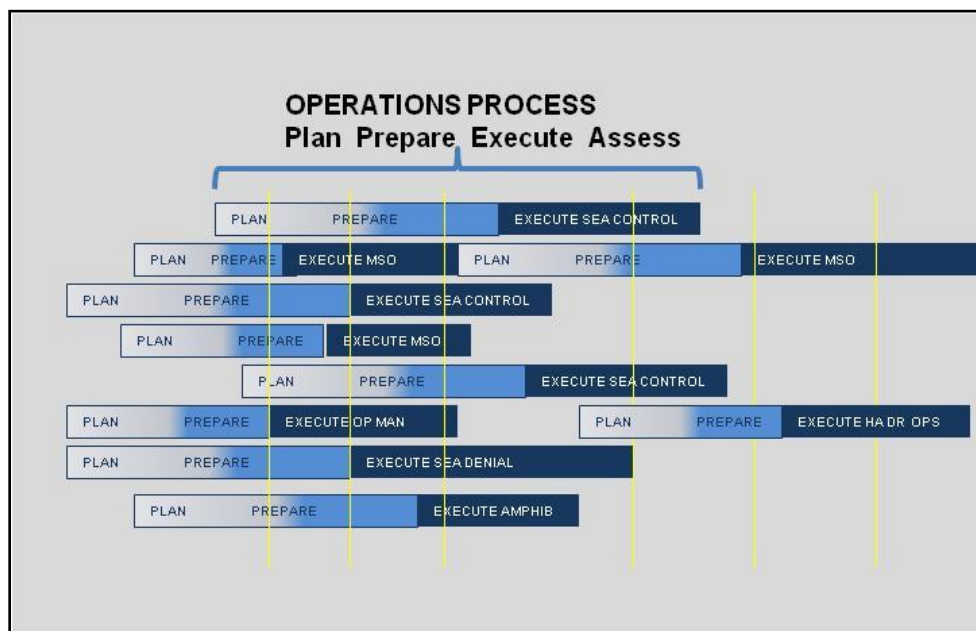 OPERATIONS PROCESS
Plan Prepare Execute Assess
PLAN PREPARE EXECUTE SEA CONTROL
PLAN PREPARE EXECUTE MSO PLAN PREPARE EXECUTE MSO
PLAN PREPARE EXECUTE SEA CONTROL
PLAN PREPARE EXECUTE MSO
PLAN PREPARE EXECUTE SEA CONTROL
PLAN PREPARE EXECUTE OP MAN PLAN PREPARE EXECUTE HA DR OPS
PLAN PREPARE EXECUTE SEA DENIAL
PLAN PREPARE EXECUTE AMPHIB